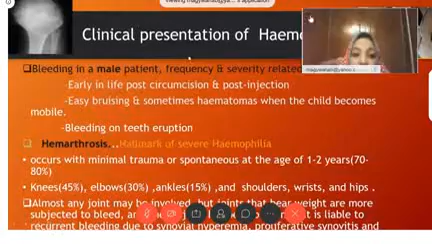 Viewing
application
Clinical presentation of Haemo
Bleeding in a male patient, frequency & severity related
-Early in life post circumcision & post-injection
-Easy bruising & sometimes haematomas when the child becomes
mobile.
-Bleeding on teeth eruption
Hemarthrosis...Hallmark of severe Haemophilia
• occurs with minimal trauma or spontaneous at the age of 1-2 years(70-
80%)
• Knees(45%), elbows(30%) ,ankles(15%) ,and shoulders, wrists, and hips .
Almost any joint may be involved, but joints that bear weight are more
subjected to bleed, and is liable to
recurrent bleeding due to synovial hyperemia, proliferative synovitis and